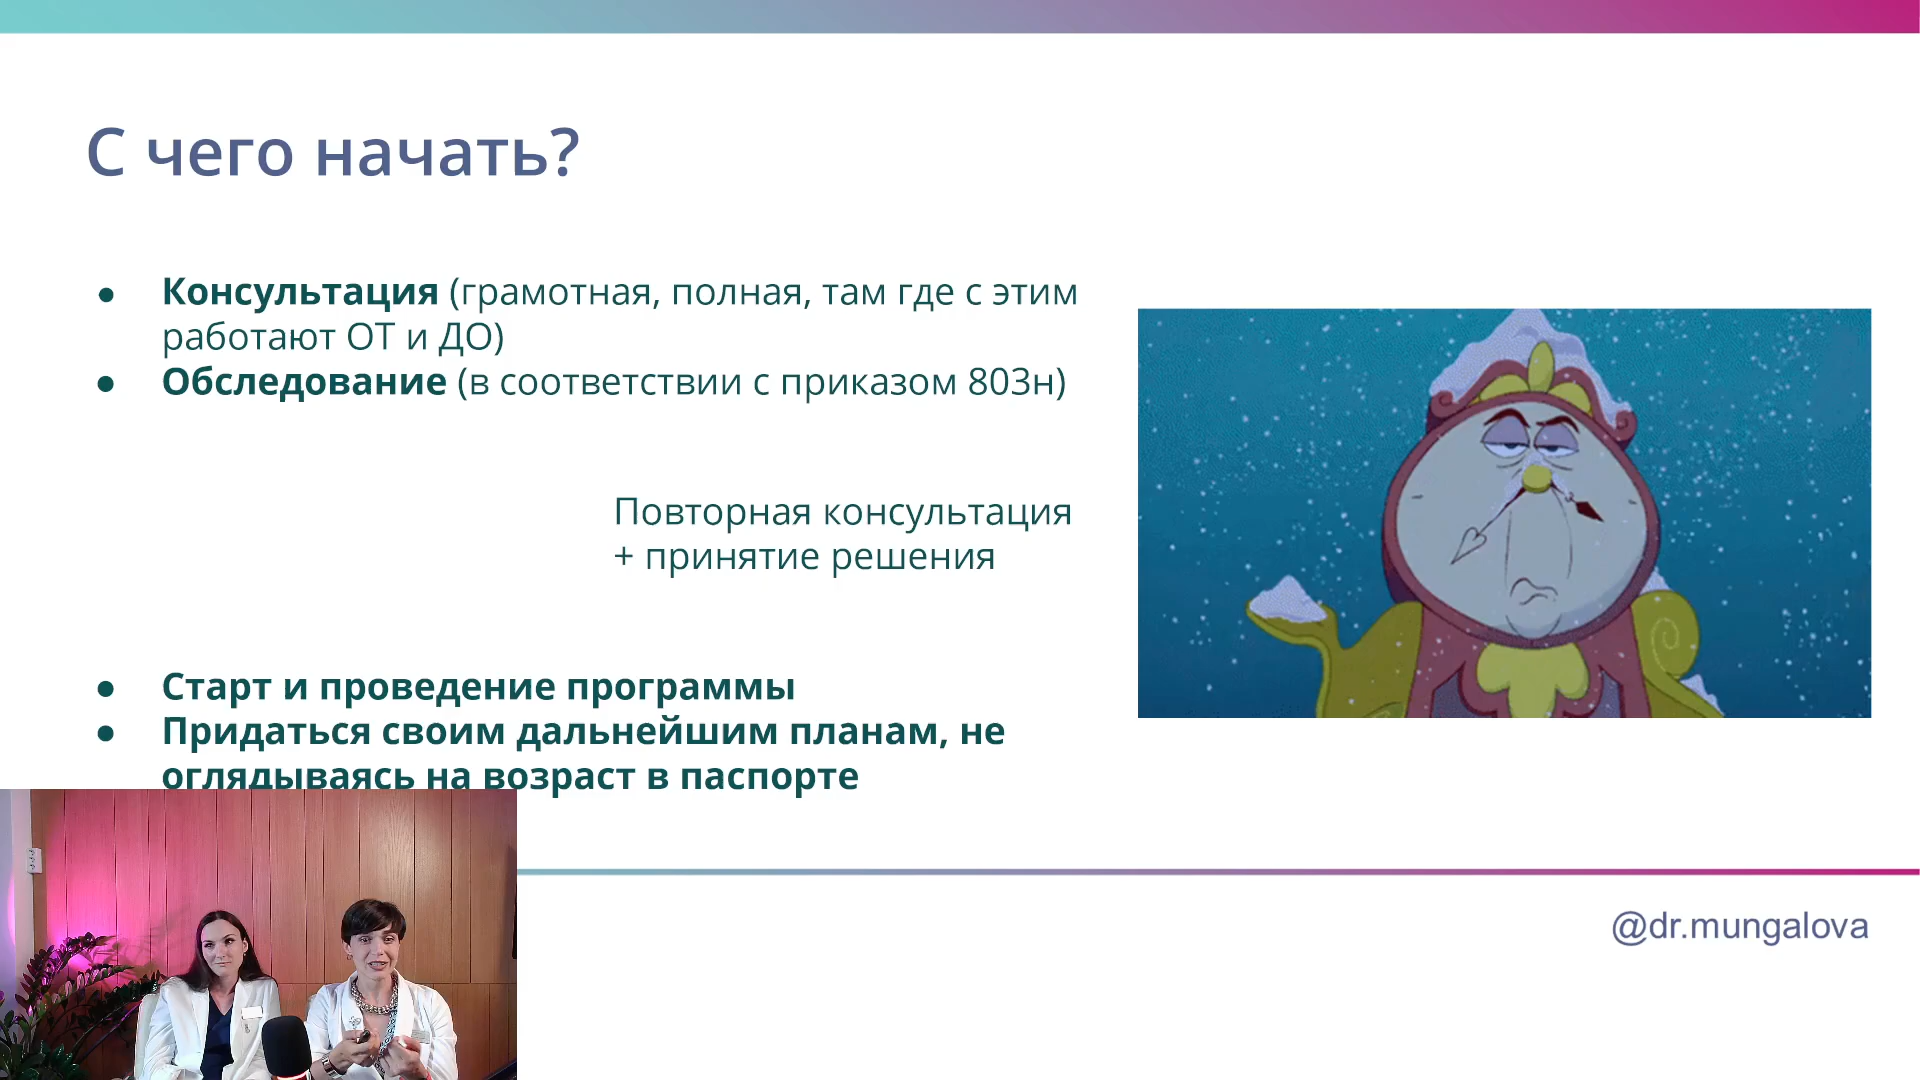 С чего начать?
● Консультация (грамотная, полная, там где с этим
работают ОТ и ДО)
● Обследование (в соответствии с приказом 803н)
Повторная консультация
+ принятие решения
● Старт и проведение программы
● Придаться своим дальнейшим планам, не
оглядываясь на возраст в паспорте
@dr.mungalova